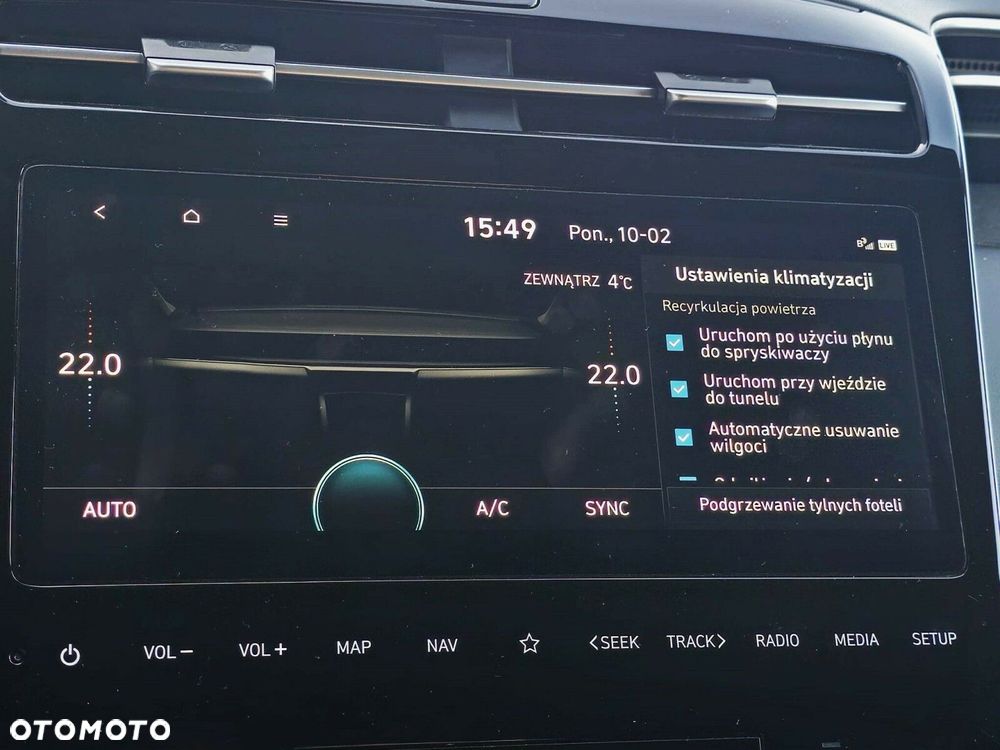 15:49 Pon., 10-02
LIVE
ZEWNĄTRZ 4°C
22.0
22.0
AUTO
A/C
SYNC
Ustawienia klimatyzacji
Recyrkulacja powietrza
Uruchom po użyciu płynu
do spryskiwaczy
Uruchom przy wjeździe
do tunelu
Automatyczne usuwanie
wilgoci
Podgrzewanie tylnych foteli
VOL− VOL+ MAP NAV <SEEK TRACK> RADIO MEDIA SETUP
OTOMOTO